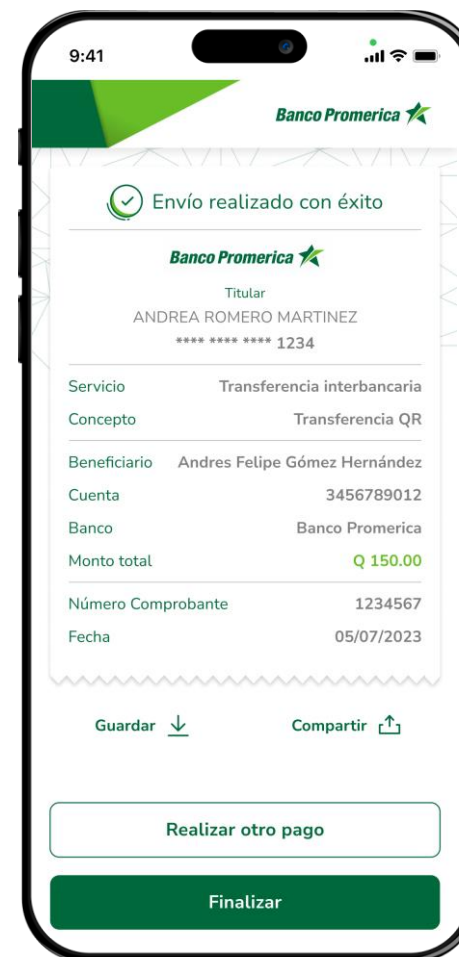 9:41
Banco Promerica
Envío realizado con éxito
Banco Promerica
Titular
ANDREA ROMERO MARTINEZ
**** **** **** 1234
Servicio Transferencia interbancaria
Concepto Transferencia QR
Beneficiario Andres Felipe Gómez Hernández
Cuenta 3456789012
Banco Banco Promerica
Monto total Q 150.00
Número Comprobante 1234567
Fecha 05/07/2023
Guardar Compartir
Realizar otro pago
Finalizar